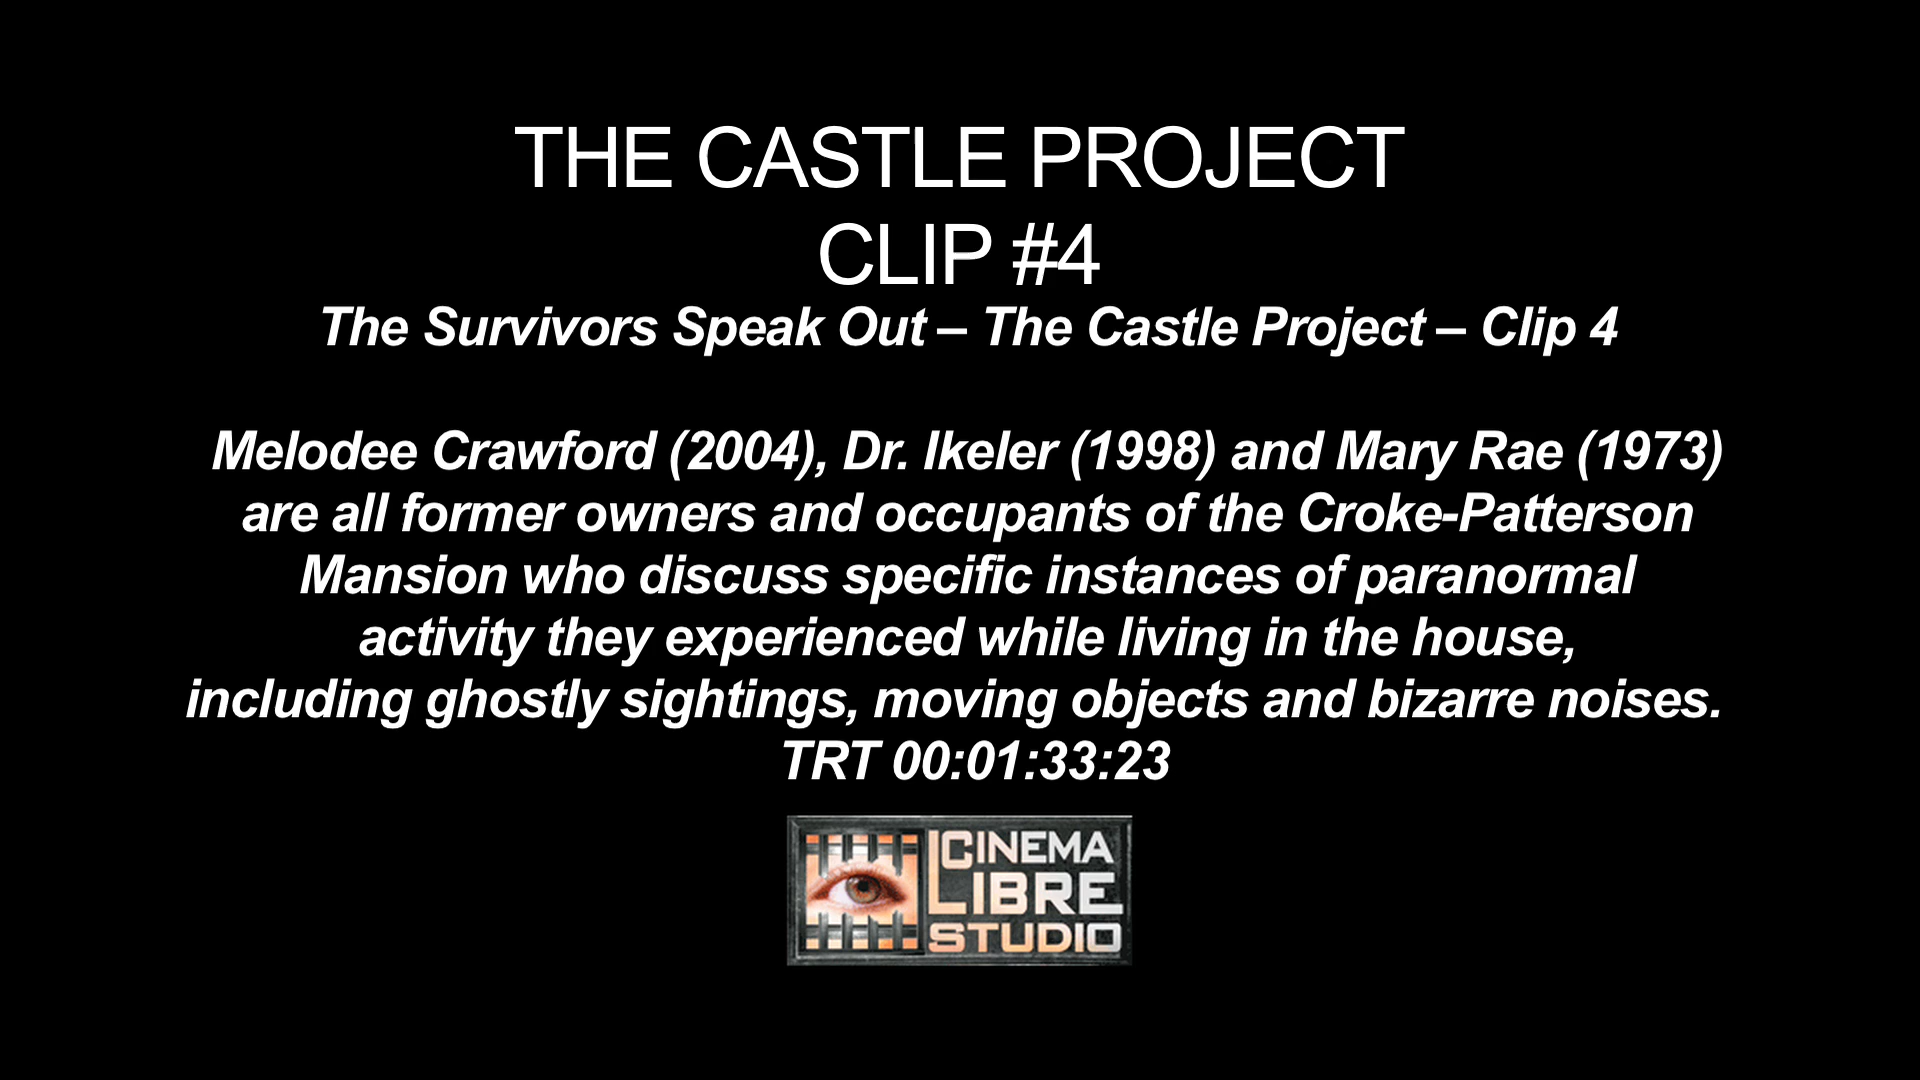 THE CASTLE PROJECT
CLIP #4
The Survivors Speak Out – The Castle Project – Clip 4
Melodee Crawford (2004), Dr. Ikeler (1998) and Mary Rae (1973)
are all former owners and occupants of the Croke-Patterson
Mansion who discuss specific instances of paranormal
activity they experienced while living in the house,
including ghostly sightings, moving objects and bizarre noises.
TRT 00:01:33:23
CINEMA
LIBRE
STUDIO